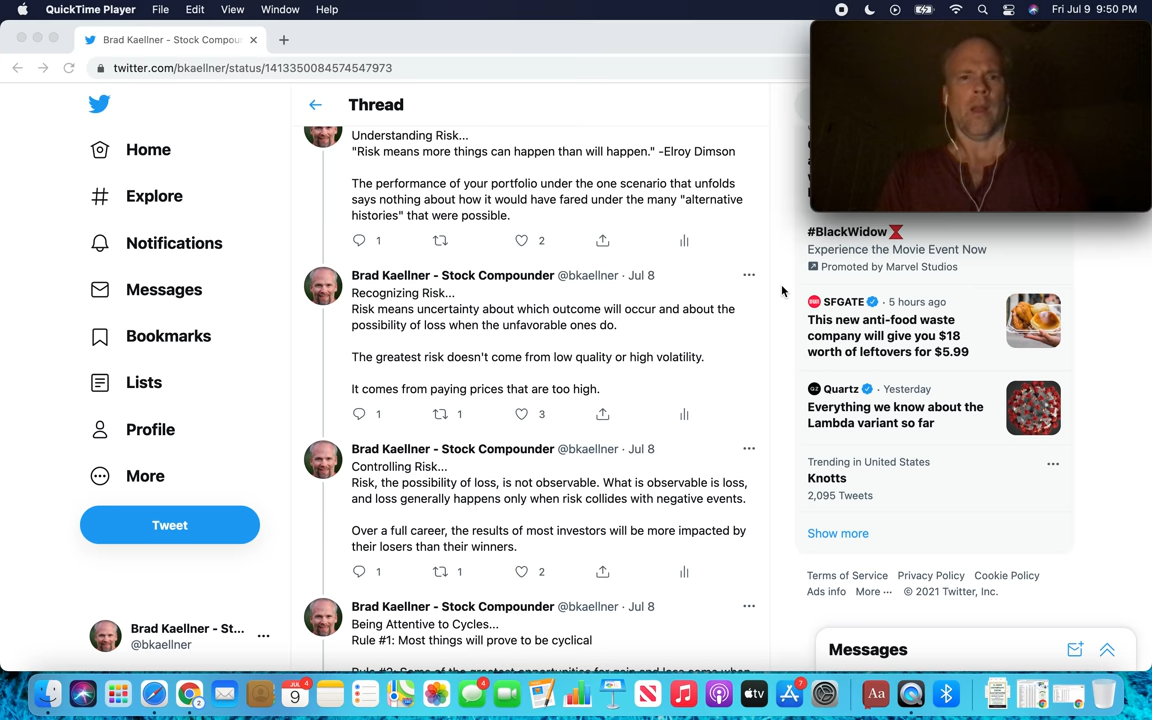 QuickTime Player File Edit View Window Help
Fri Jul 9 9:50 PM
Brad Kaellner - Stock Compou
twitter.com/bkaellner/status/1413350084574547973
Home
Explore
Notifications
Messages
Bookmarks
Lists
Profile
More
Tweet
Brad Kaellner - St...
@bkaellner
Thread
Understanding Risk...
"Risk means more things can happen than will happen." -Elroy Dimson
The performance of your portfolio under the one scenario that unfolds
says nothing about how it would have fared under the many "alternative
histories" that were possible.
1 2
Brad Kaellner - Stock Compounder @bkaellner · Jul 8
Recognizing Risk...
Risk means uncertainty about which outcome will occur and about the
possibility of loss when the unfavorable ones do.
The greatest risk doesn't come from low quality or high volatility.
It comes from paying prices that are too high.
1 1 3
Brad Kaellner - Stock Compounder @bkaellner · Jul 8
Controlling Risk...
Risk, the possibility of loss, is not observable. What is observable is loss,
and loss generally happens only when risk collides with negative events.
Over a full career, the results of most investors will be more impacted by
their losers than their winners.
1 1 2
Brad Kaellner - Stock Compounder @bkaellner · Jul 8
Being Attentive to Cycles...
Rule #1: Most things will prove to be cyclical
#BlackWidow
Experience the Movie Event Now
Promoted by Marvel Studios
SFGATE · 5 hours ago
This new anti-food waste
company will give you $18
worth of leftovers for $5.99
Quartz · Yesterday
Everything we know about the
Lambda variant so far
Trending in United States
Knotts
2,095 Tweets
Show more
Terms of Service Privacy Policy Cookie Policy
Ads info More ··· © 2021 Twitter, Inc.
Messages
2
JUL 4
9
4
7
Aa